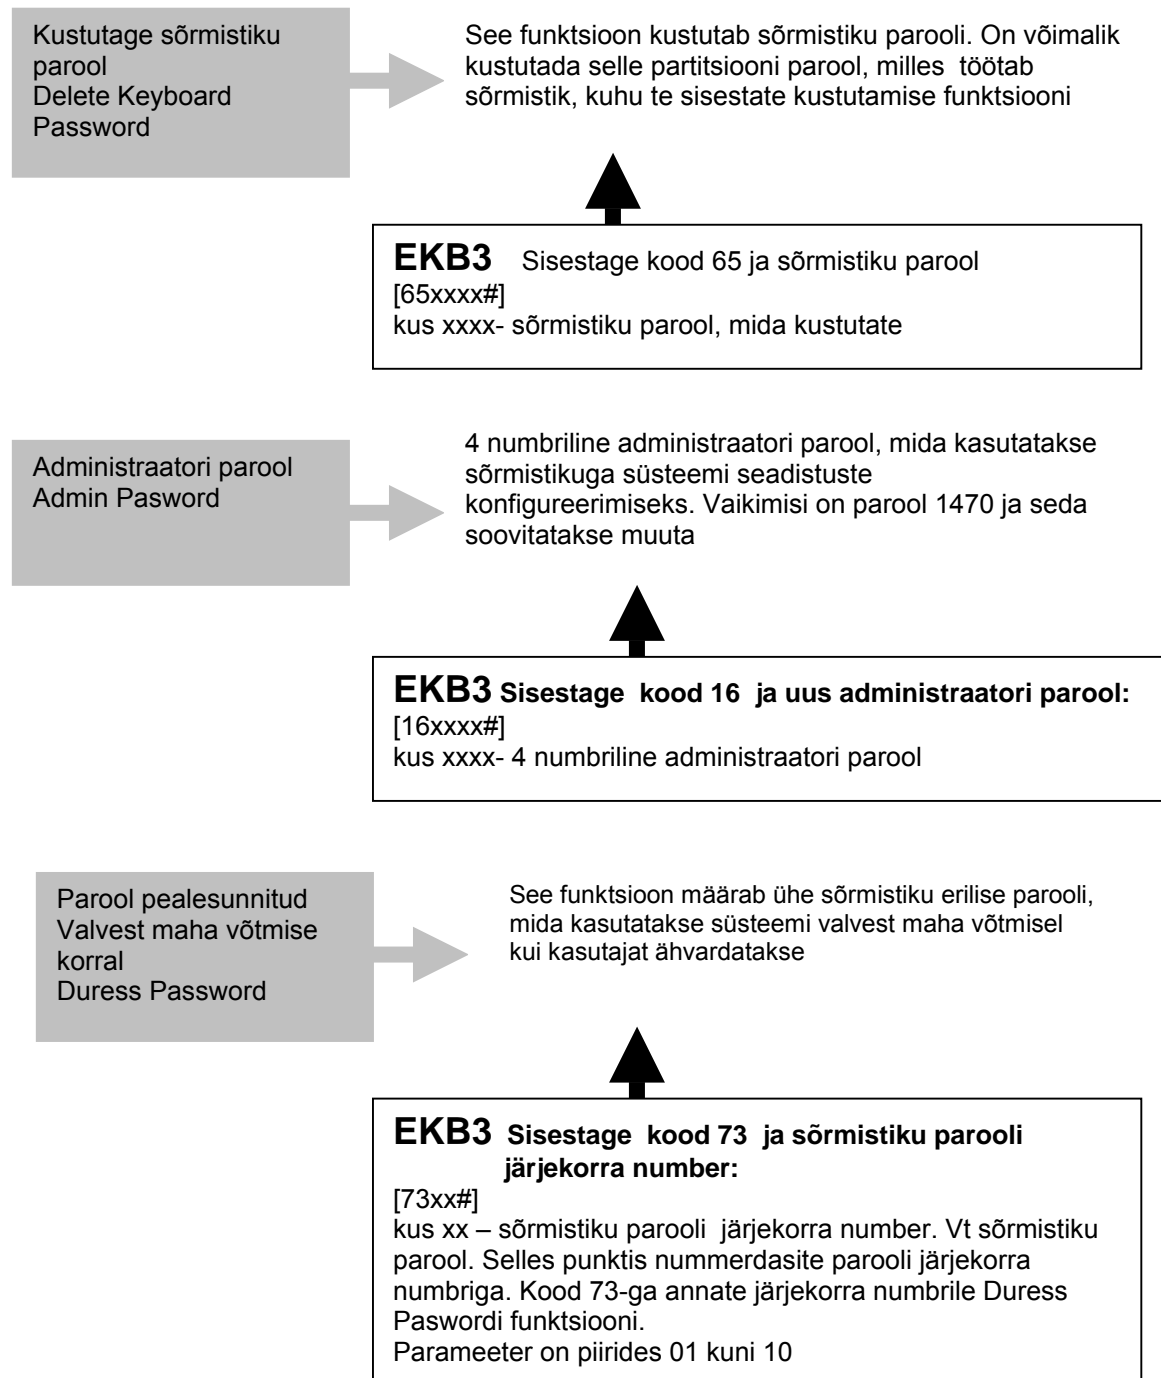 Kustutage sõrmistiku
parool
Delete Keyboard
Password
See funktsioon kustutab sõrmistiku parooli. On võimalik
kustutada selle partitsiooni parool, milles töötab
sõrmistik, kuhu te sisestate kustutamise funktsiooni
EKB3 Sisestage kood 65 ja sõrmistiku parool
[65xxxx#]
kus xxxx- sõrmistiku parool, mida kustutate
Administraatori parool
Admin Pasword
4 numbriline administraatori parool, mida kasutatakse
sõrmistikuga süsteemi seadistuste
konfigureerimiseks. Vaikimisi on parool 1470 ja seda
soovitatakse muuta
EKB3 Sisestage kood 16 ja uus administraatori parool:
[16xxxx#]
kus xxxx- 4 numbriline administraatori parool
Parool pealesunnitud
Valvest maha võtmise
korral
Duress Password
See funktsioon määrab ühe sõrmistiku erilise parooli,
mida kasutatakse süsteemi valvest maha võtmisel
kui kasutajat ähvardatakse
EKB3 Sisestage kood 73 ja sõrmistiku parooli
järjekorra number:
[73xx#]
kus xx – sõrmistiku parooli järjekorra number. Vt sõrmistiku
parool. Selles punktis nummerdasite parooli järjekorra
numbriga. Kood 73-ga annate järjekorra numbrile Duress
Paswordi funktsiooni.
Parameeter on piirides 01 kuni 10